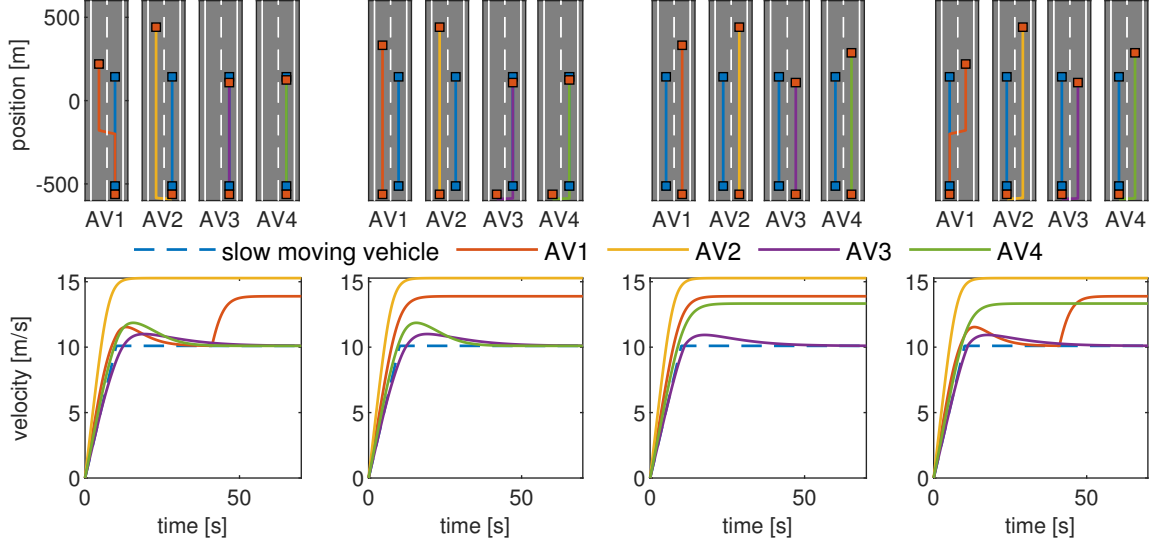 500
0
-500
position [m]
AV1 AV2 AV3 AV4 AV1 AV2 AV3 AV4 AV1 AV2 AV3 AV4 AV1 AV2 AV3 AV4
slow moving vehicle AV1 AV2 AV3 AV4
15 15 15 15
10 10 10 10
5 5 5 5
0 0 0 0
velocity [m/s]
0 50 0 50 0 50 0 50
time [s] time [s] time [s] time [s]